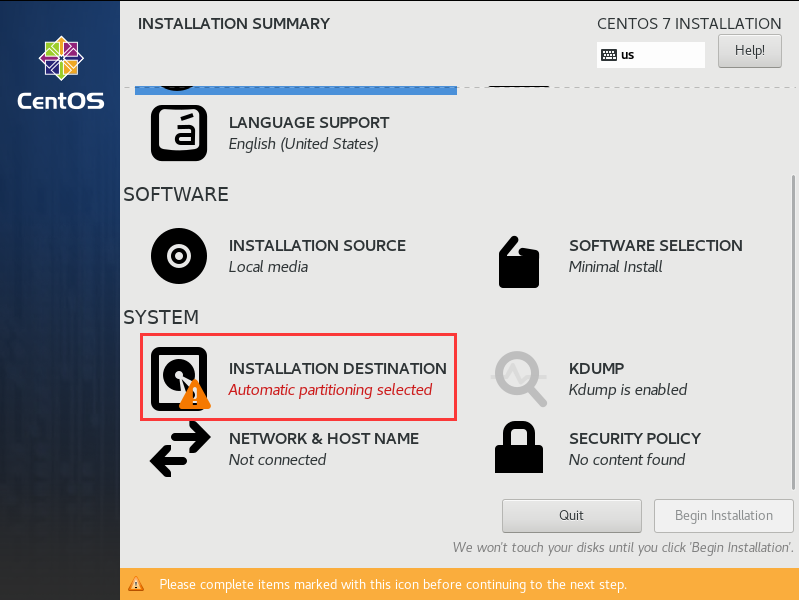 INSTALLATION SUMMARY
CENTOS 7 INSTALLATION
us
Help!
CentOS
LANGUAGE SUPPORT
English (United States)
SOFTWARE
INSTALLATION SOURCE
Local media
SOFTWARE SELECTION
Minimal Install
SYSTEM
INSTALLATION DESTINATION
Automatic partitioning selected
KDUMP
Kdump is enabled
NETWORK & HOST NAME
Not connected
SECURITY POLICY
No content found
Quit
Begin Installation
We won't touch your disks until you click 'Begin Installation'.
Please complete items marked with this icon before continuing to the next step.